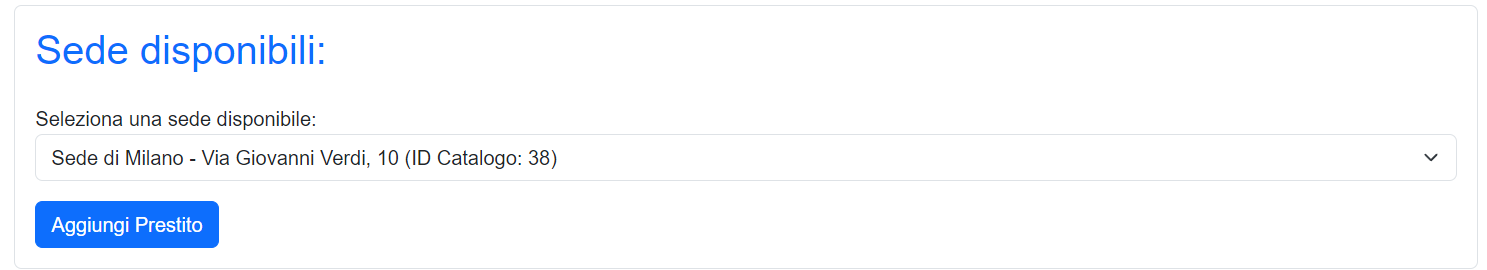 Sede disponibili:
Seleziona una sede disponibile:
Sede di Milano - Via Giovanni Verdi, 10 (ID Catalogo: 38)
Aggiungi Prestito